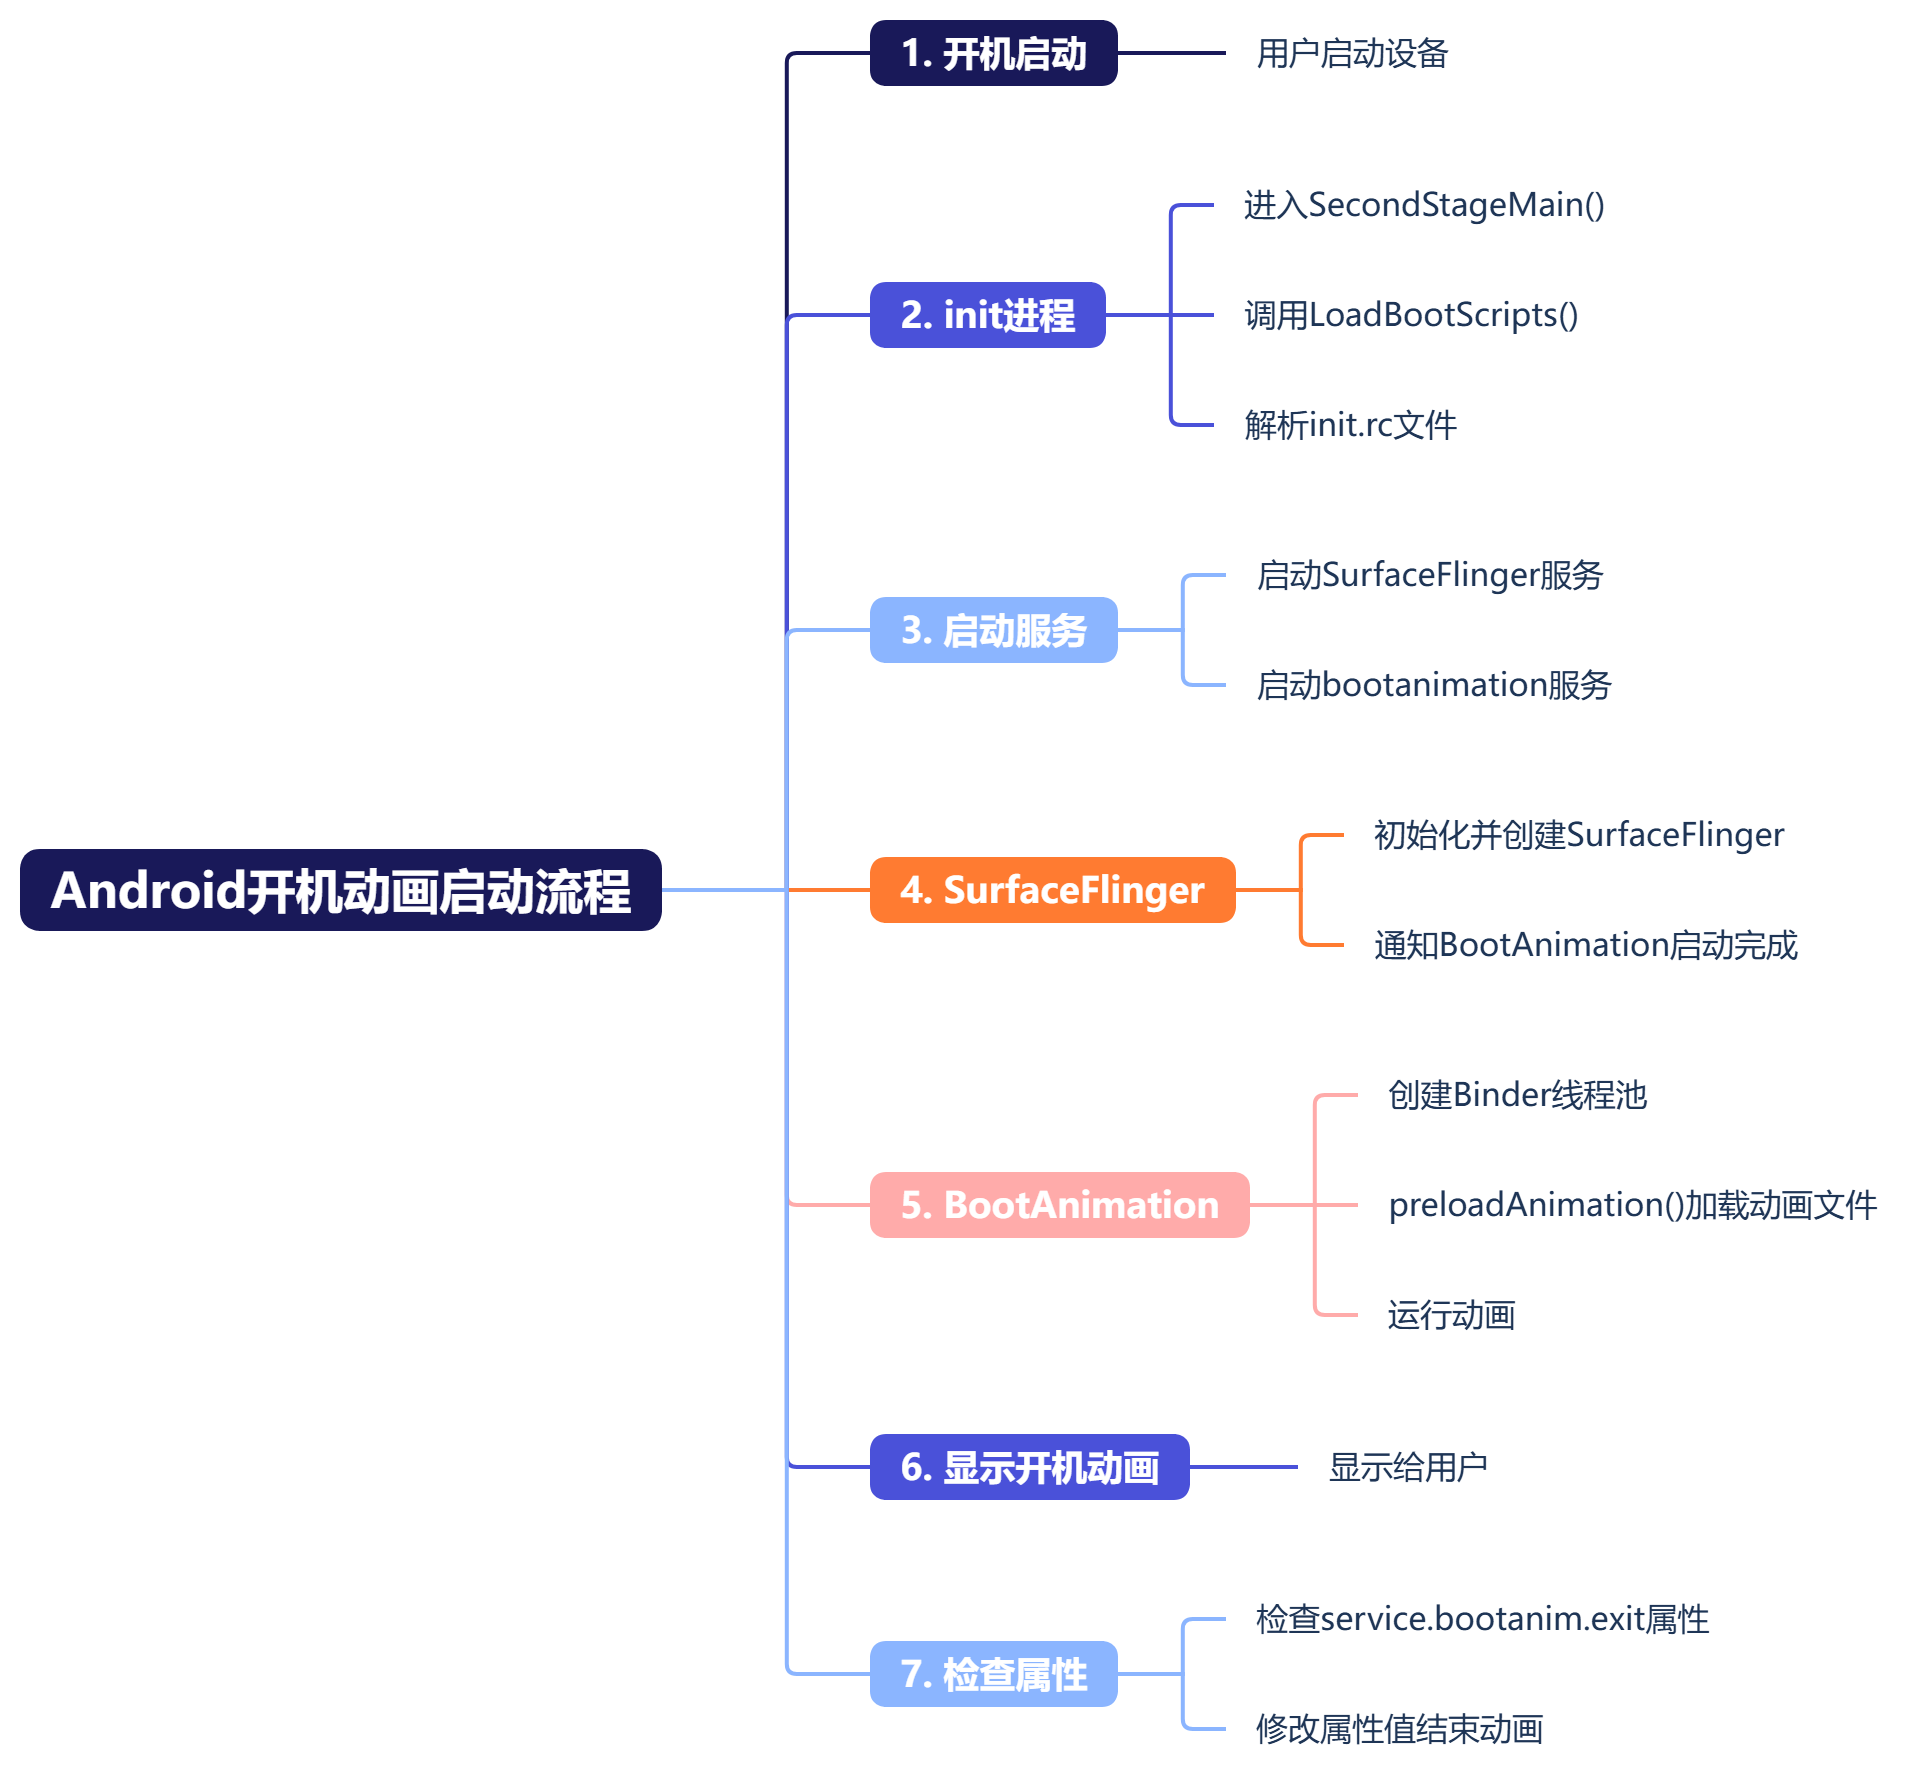 Android开机动画启动流程
1. 开机启动
用户启动设备
2. init进程
进入SecondStageMain()
调用LoadBootScripts()
解析init.rc文件
3. 启动服务
启动SurfaceFlinger服务
启动bootanimation服务
4. SurfaceFlinger
初始化并创建SurfaceFlinger
通知BootAnimation启动完成
5. BootAnimation
创建Binder线程池
preloadAnimation()加载动画文件
运行动画
6. 显示开机动画
显示给用户
7. 检查属性
检查service.bootanim.exit属性
修改属性值结束动画